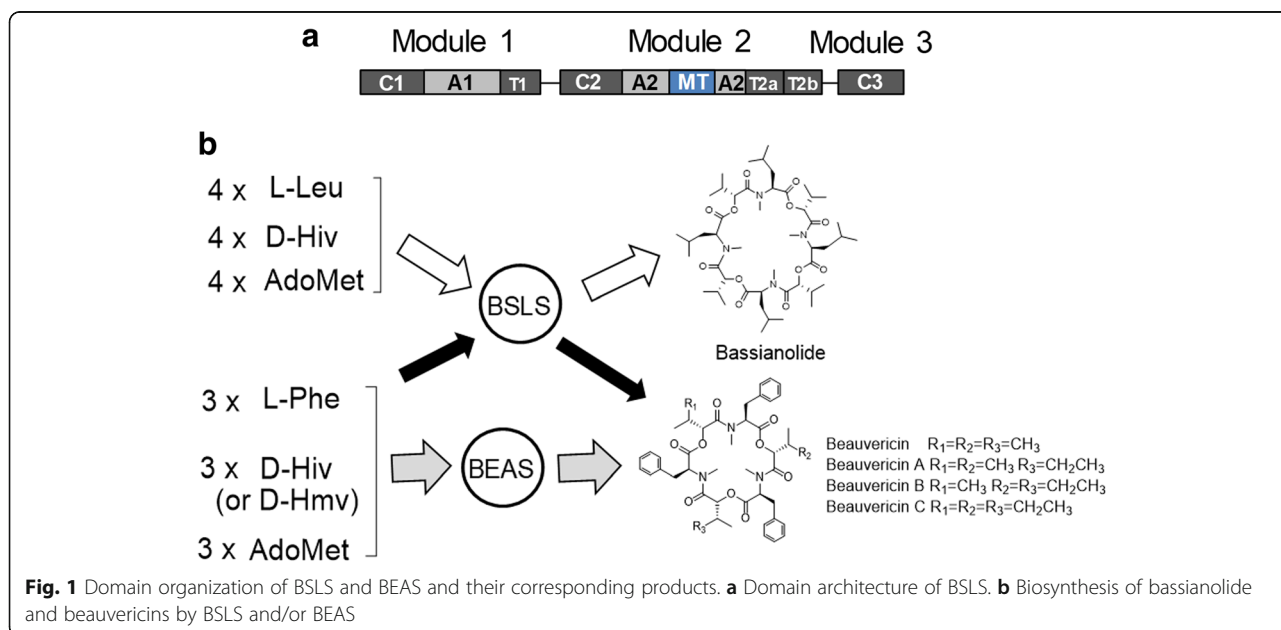 a
Module 1 Module 2 Module 3
C1 A1 T1 C2 A2 MT A2 T2a T2b C3
b
4 x L-Leu
4 x D-Hiv
4 x AdoMet
BSLS
Bassianolide
3 x L-Phe
3 x D-Hiv
(or D-Hmv)
3 x AdoMet
BEAS
R₁
R₂
R₃
Beauvericin R₁=R₂=R₃=CH₃
Beauvericin A R₁=R₂=CH₃ R₃=CH₂CH₃
Beauvericin B R₁=CH₃ R₂=R₃=CH₂CH₃
Beauvericin C R₁=R₂=R₃=CH₂CH₃
Fig. 1 Domain organization of BSLS and BEAS and their corresponding products. a Domain architecture of BSLS. b Biosynthesis of bassianolide
and beauvericins by BSLS and/or BEAS